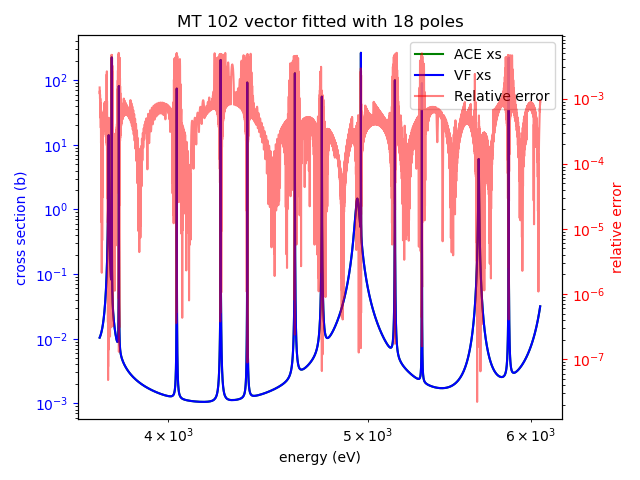 MT 102 vector fitted with 18 poles
ACE xs
VF xs
Relative error
cross section (b)
10²
10¹
10⁰
10⁻¹
10⁻²
10⁻³
relative error
10⁻³
10⁻⁴
10⁻⁵
10⁻⁶
10⁻⁷
4 × 10³
5 × 10³
6 × 10³
energy (eV)